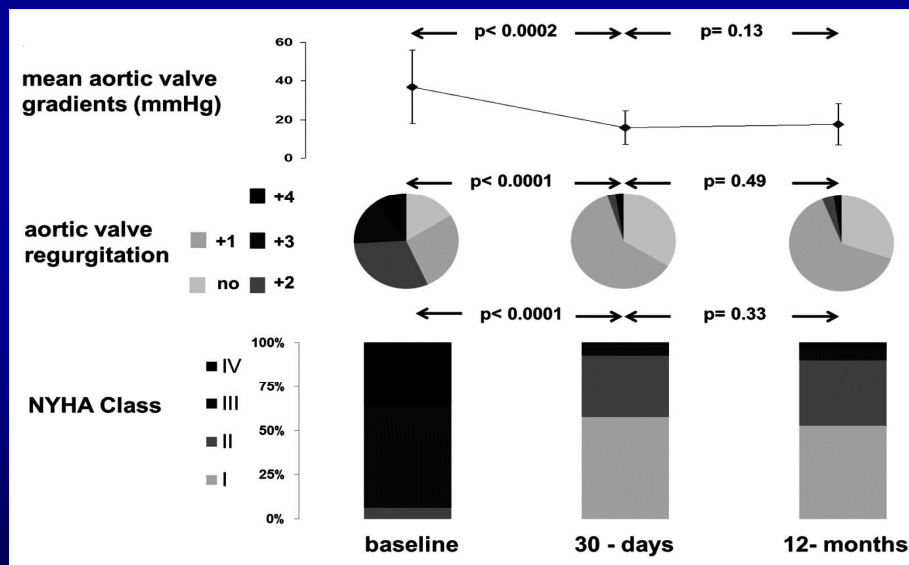 p< 0.0002 p= 0.13
60
mean aortic valve
gradients (mmHg)
40
20
0
p< 0.0001 p= 0.49
+4
aortic valve
regurgitation
+1 +3
no +2
p< 0.0001 p= 0.33
NYHA Class
IV
III
II
I
100%
75%
50%
25%
0%
baseline 30 - days 12- months